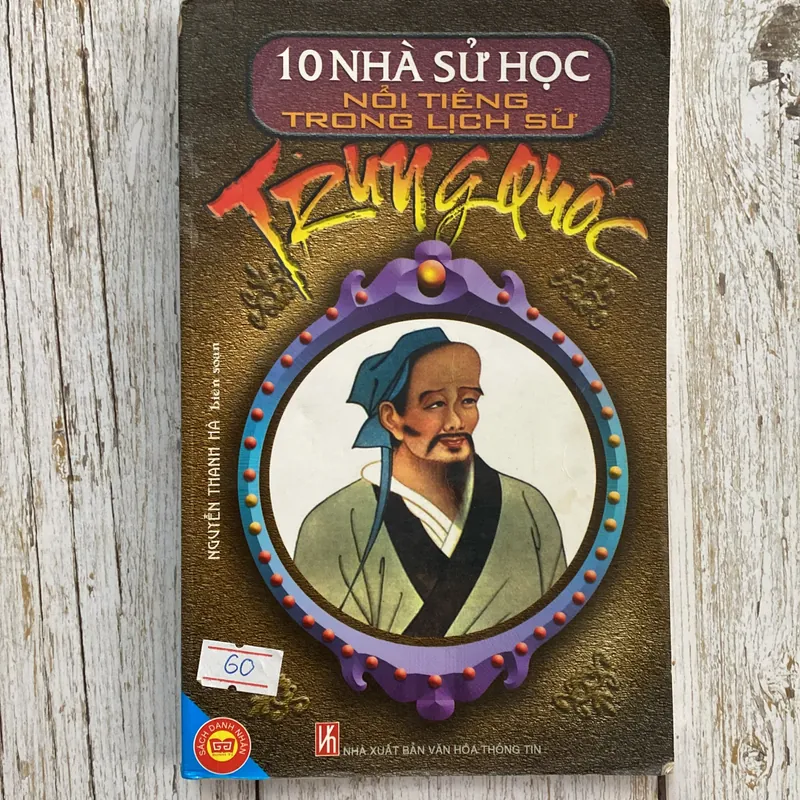 10 NHÀ SỬ HỌC
NỔI TIẾNG
TRONG LỊCH SỬ
Trung Quốc
NGUYỄN THANH HÀ biên soạn
60
SÁCH DANH NHÂN
NHÀ XUẤT BẢN VĂN HÓA THÔNG TIN